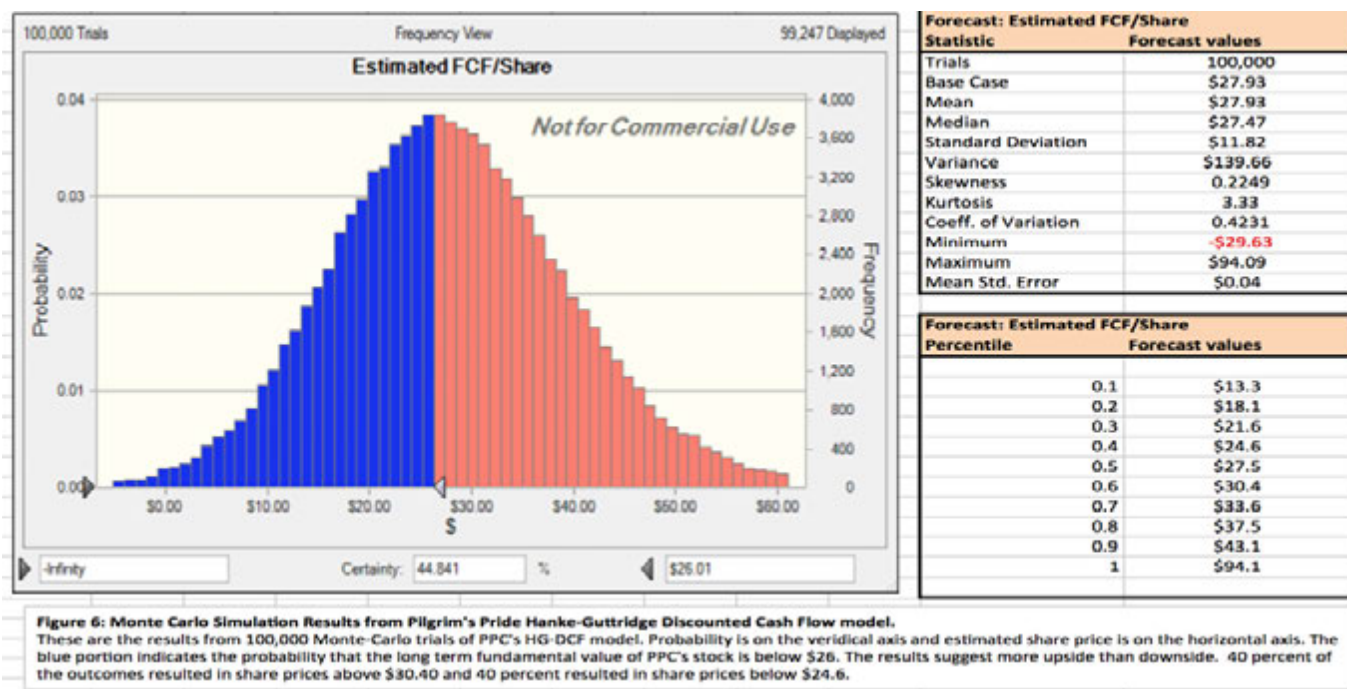 100,000 Trials Frequency View 99,247 Displayed
Estimated FCF/Share
Not for Commercial Use
Probability
0.04
0.03
0.02
0.01
0.00
4,000
3,600
3,200
2,800
2,400
2,000
1,600
1,200
800
400
0
Frequency
$0.00 $10.00 $20.00 $30.00 $40.00 $50.00 $60.00
$
-Infinity Certainty: 44.841 % $26.01
Forecast: Estimated FCF/Share
Statistic Forecast values
Trials 100,000
Base Case $27.93
Mean $27.93
Median $27.47
Standard Deviation $11.82
Variance $139.66
Skewness 0.2249
Kurtosis 3.33
Coeff. of Variation 0.4231
Minimum -$29.63
Maximum $94.09
Mean Std. Error $0.04
Forecast: Estimated FCF/Share
Percentile Forecast values
0.1 $13.3
0.2 $18.1
0.3 $21.6
0.4 $24.6
0.5 $27.5
0.6 $30.4
0.7 $33.6
0.8 $37.5
0.9 $43.1
1 $94.1
Figure 6: Monte Carlo Simulation Results from Pilgrim's Pride Hanke-Guttridge Discounted Cash Flow model.
These are the results from 100,000 Monte-Carlo trials of PPC's HG-DCF model. Probability is on the veridical axis and estimated share price is on the horizontal axis. The
blue portion indicates the probability that the long term fundamental value of PPC's stock is below $26. The results suggest more upside than downside. 40 percent of
the outcomes resulted in share prices above $30.40 and 40 percent resulted in share prices below $24.6.